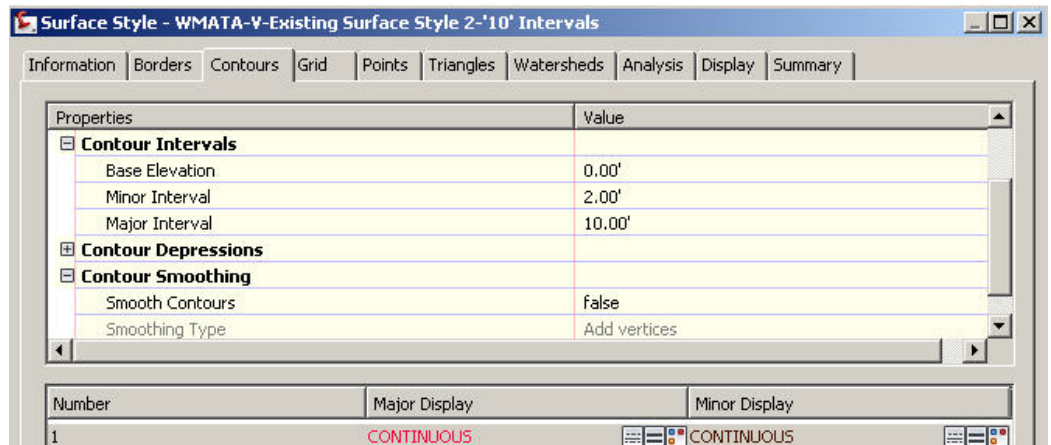 Surface Style - WMATA-V-Existing Surface Style 2-'10' Intervals
Information Borders Contours Grid Points Triangles Watersheds Analysis Display Summary
Properties Value
Contour Intervals
Base Elevation 0.00'
Minor Interval 2.00'
Major Interval 10.00'
Contour Depressions
Contour Smoothing
Smooth Contours false
Smoothing Type Add vertices
Number Major Display Minor Display
1 CONTINUOUS CONTINUOUS